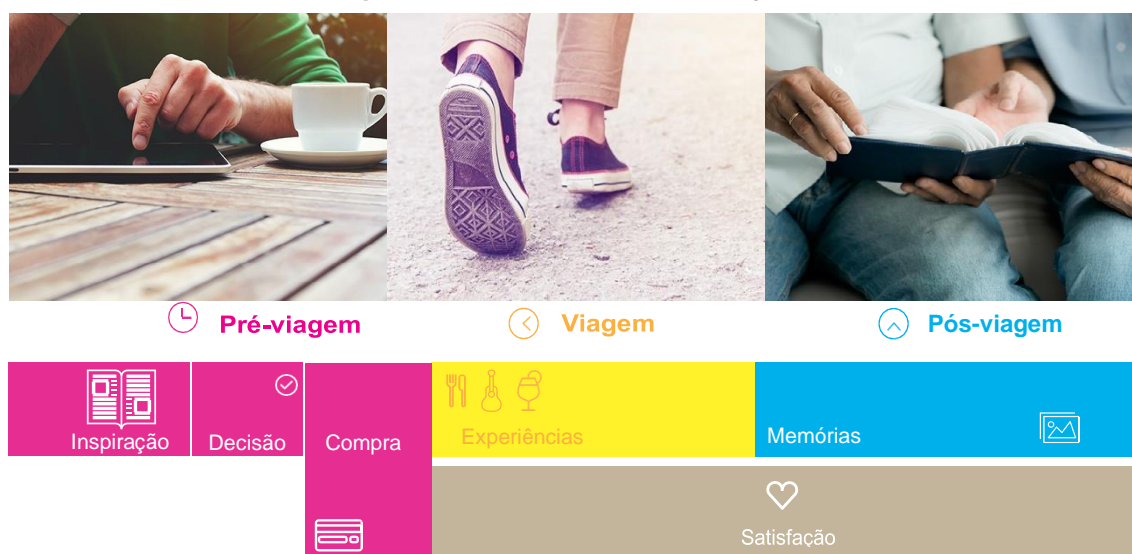 Pré-viagem
Viagem
Pós-viagem
Inspiração
Decisão
Compra
Experiências
Memórias
Satisfação